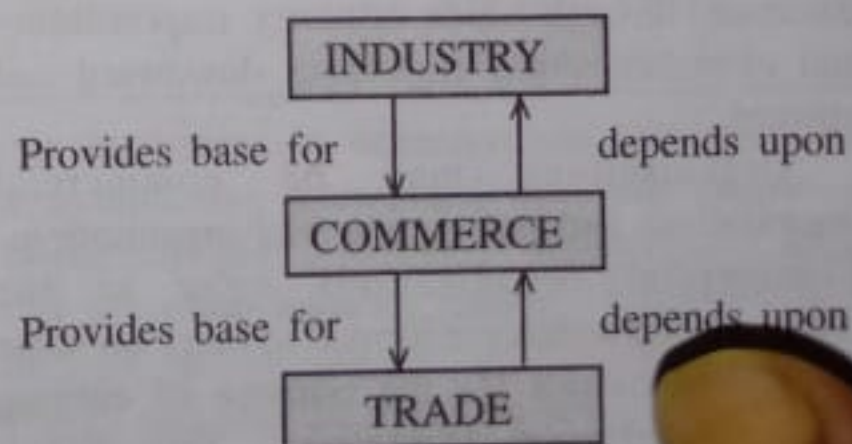 INDUSTRY
Provides base for depends upon
COMMERCE
Provides base for depends upon
TRADE